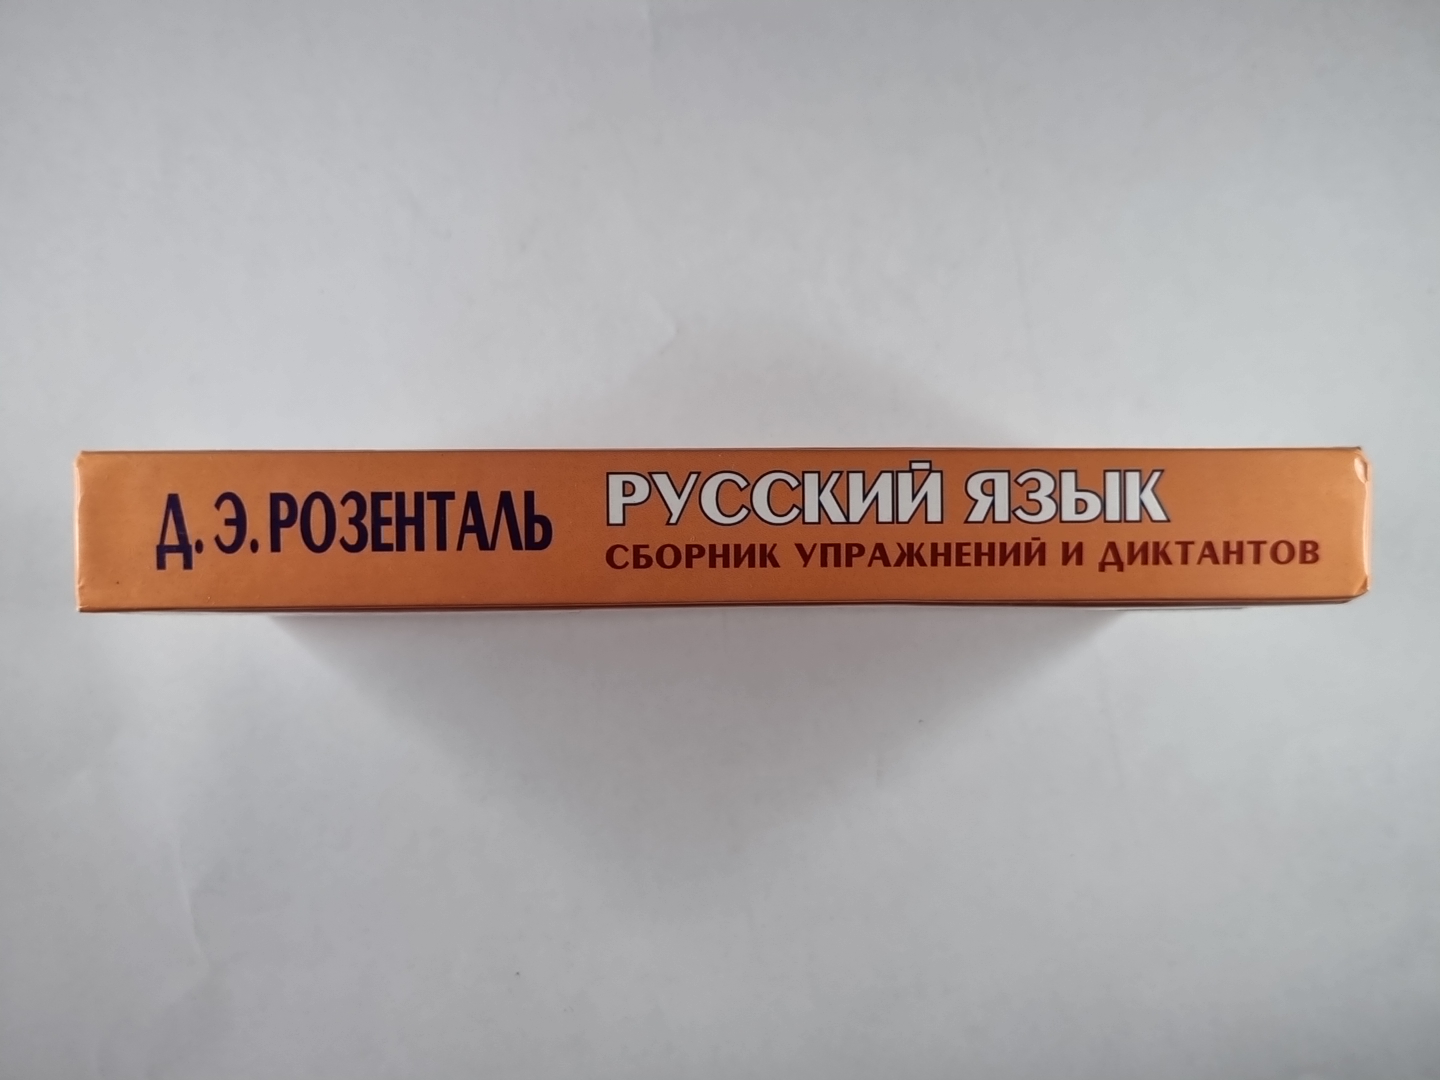 Д. Э. РОЗЕНТАЛЬ
РУССКИЙ ЯЗЫК
СБОРНИК УПРАЖНЕНИЙ И ДИКТАНТОВ